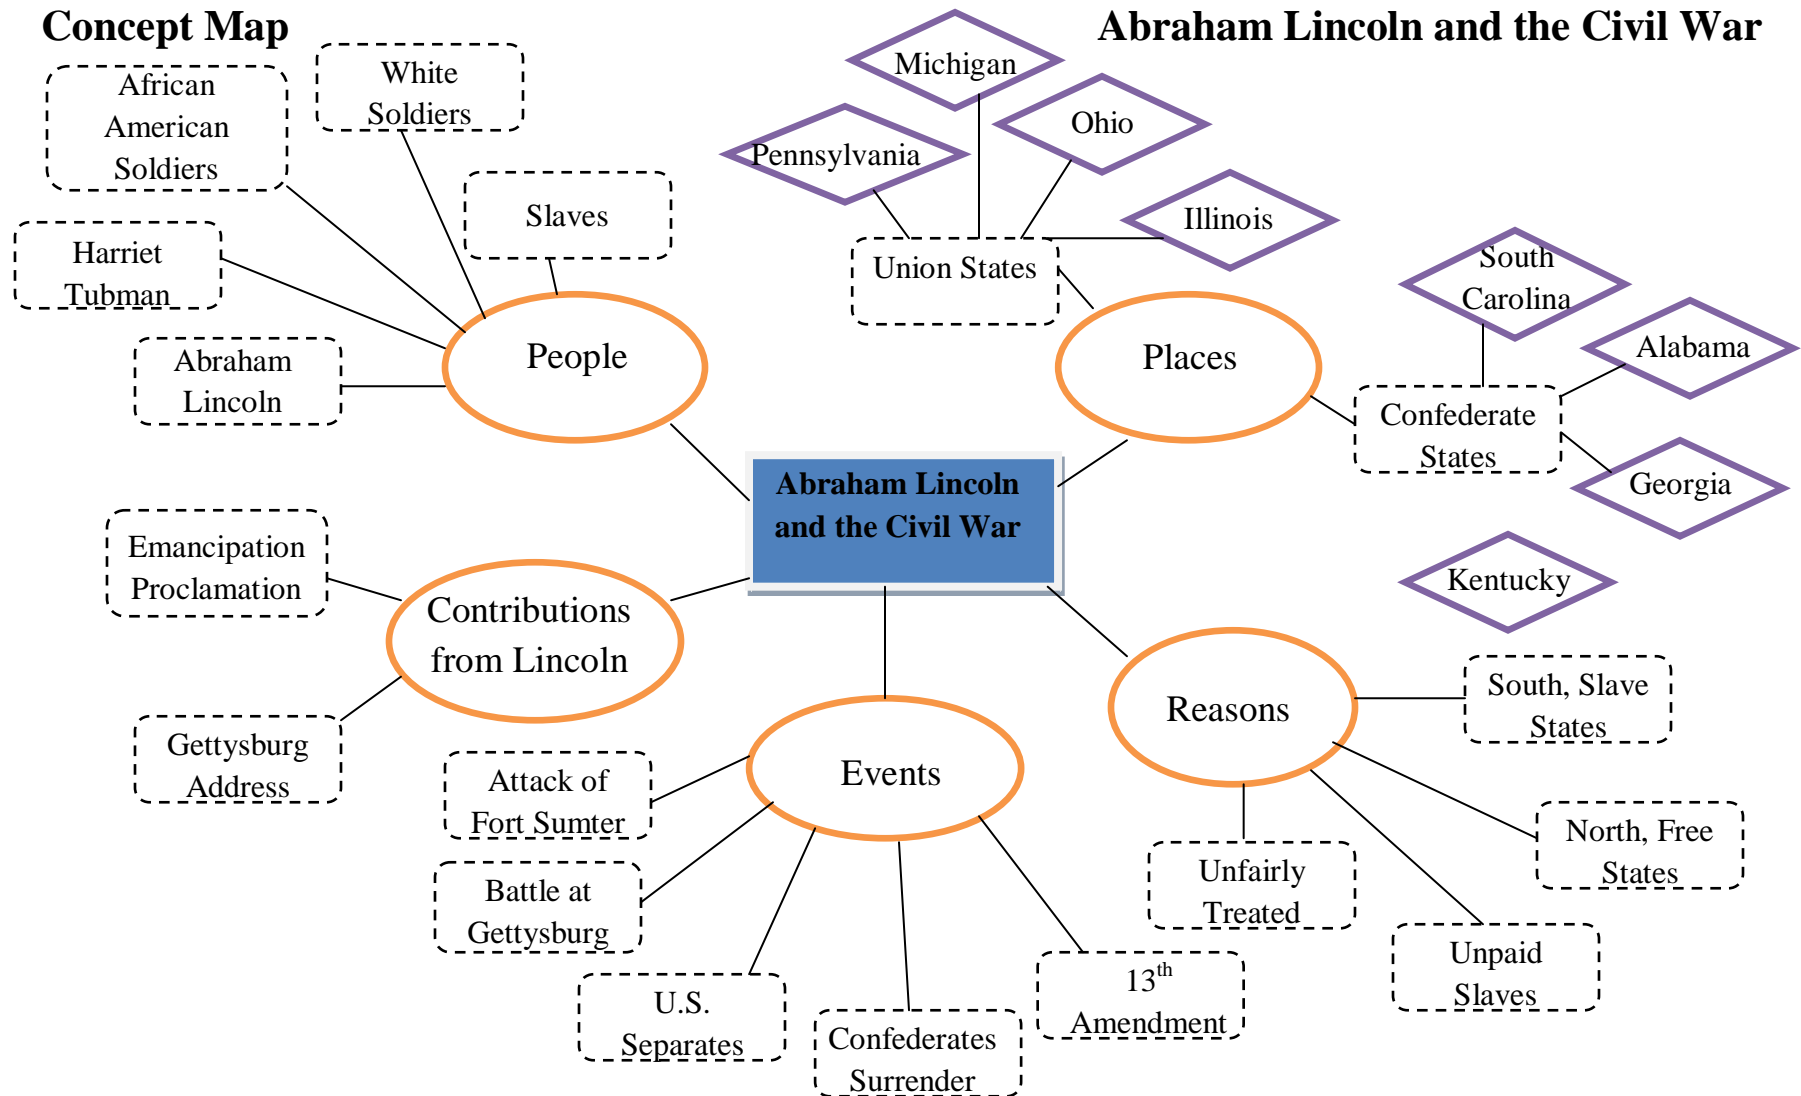 Concept Map
Abraham Lincoln and the Civil War
African
American
Soldiers
White
Soldiers
Slaves
Harriet
Tubman
Abraham
Lincoln
People
Michigan
Ohio
Pennsylvania
Illinois
Union States
Places
South
Carolina
Alabama
Confederate
States
Georgia
Kentucky
Abraham Lincoln
and the Civil War
Emancipation
Proclamation
Contributions
from Lincoln
Gettysburg
Address
Events
Attack of
Fort Sumter
Battle at
Gettysburg
U.S.
Separates
Confederates
Surrender
13th
Amendment
Reasons
South, Slave
States
North, Free
States
Unfairly
Treated
Unpaid
Slaves